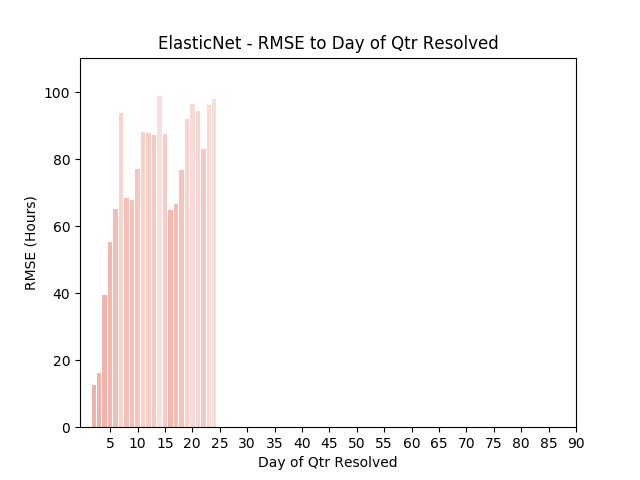 ElasticNet - RMSE to Day of Qtr Resolved
100
80
60
40
20
0
RMSE (Hours)
5 10 15 20 25 30 35 40 45 50 55 60 65 70 75 80 85 90
Day of Qtr Resolved